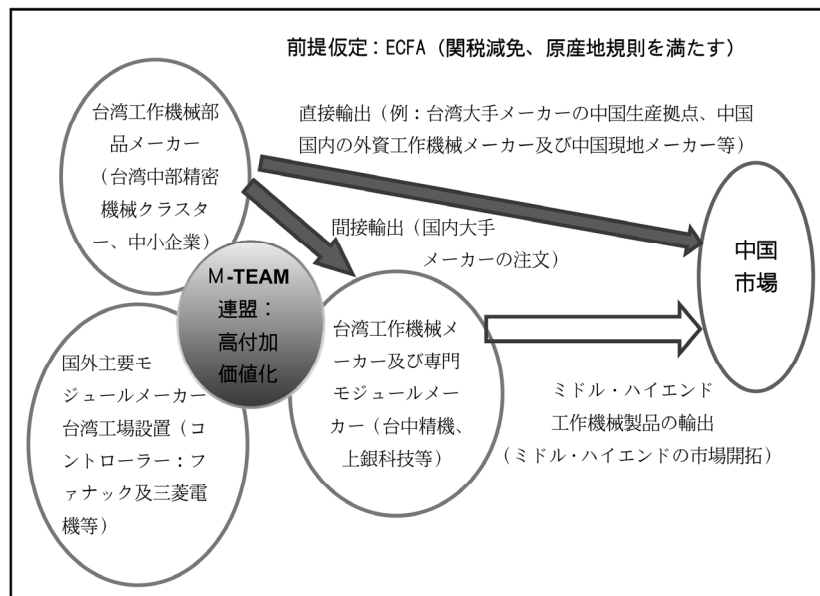 前提仮定：ECFA（関税減免、原産地規則を満たす）
台湾工作機械部
品メーカー
（台湾中部精密
機械クラスタ
ー、中小企業）
直接輸出（例：台湾大手メーカーの中国生産拠点、中国
国内の外資工作機械メーカー及び中国現地メーカー等）
間接輸出（国内大手
メーカーの注文）
中国
市場
M-TEAM
連盟：
高付加
価値化
台湾工作機械メ
ーカー及び専門
モジュールメー
カー（台中精機、
上銀科技等）
国外主要モ
ジュールメーカー
台湾工場設置（コ
ントローラー：フ
ァナック及三菱電
機等）
ミドル・ハイエンド
工作機械製品の輸出
（ミドル・ハイエンドの市場開拓）